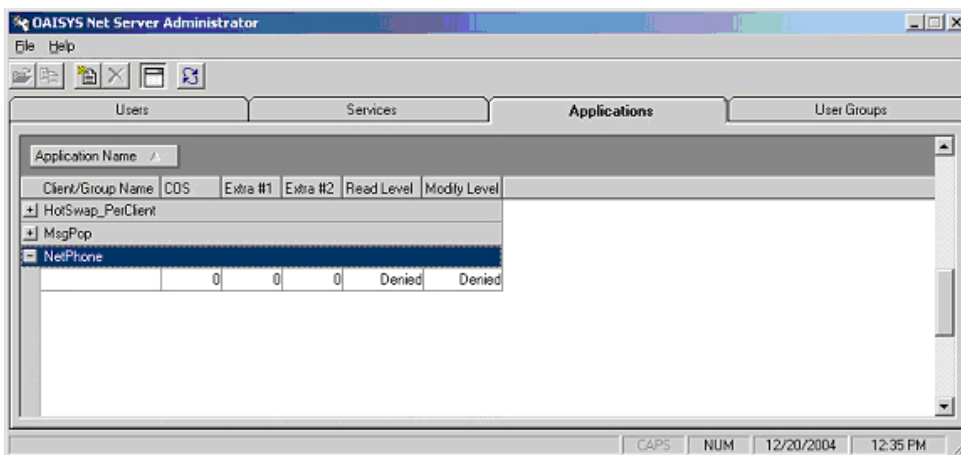 OAISYS Net Server Administrator
File Help
Users Services Applications User Groups
Application Name
Client/Group Name COS Extra #1 Extra #2 Read Level Modify Level
HotSwap_PerClient
MsgPop
NetPhone
0 0 0 Denied Denied
CAPS NUM 12/20/2004 12:35 PM